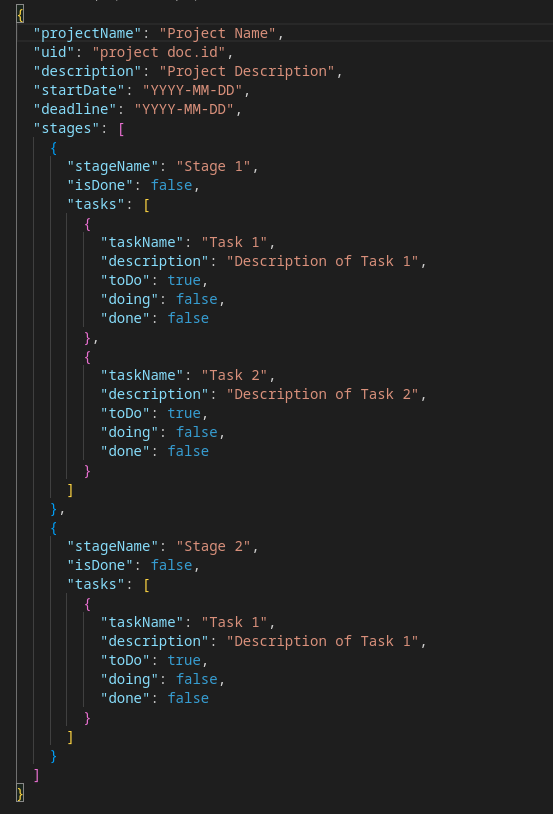 {
  "projectName": "Project Name",
  "uid": "project doc.id",
  "description": "Project Description",
  "startDate": "YYYY-MM-DD",
  "deadline": "YYYY-MM-DD",
  "stages": [
    {
      "stageName": "Stage 1",
      "isDone": false,
      "tasks": [
        {
          "taskName": "Task 1",
          "description": "Description of Task 1",
          "toDo": true,
          "doing": false,
          "done": false
        },
        {
          "taskName": "Task 2",
          "description": "Description of Task 2",
          "toDo": true,
          "doing": false,
          "done": false
        }
      ]
    },
    {
      "stageName": "Stage 2",
      "isDone": false,
      "tasks": [
        {
          "taskName": "Task 1",
          "description": "Description of Task 1",
          "toDo": true,
          "doing": false,
          "done": false
        }
      ]
    }
  ]
}